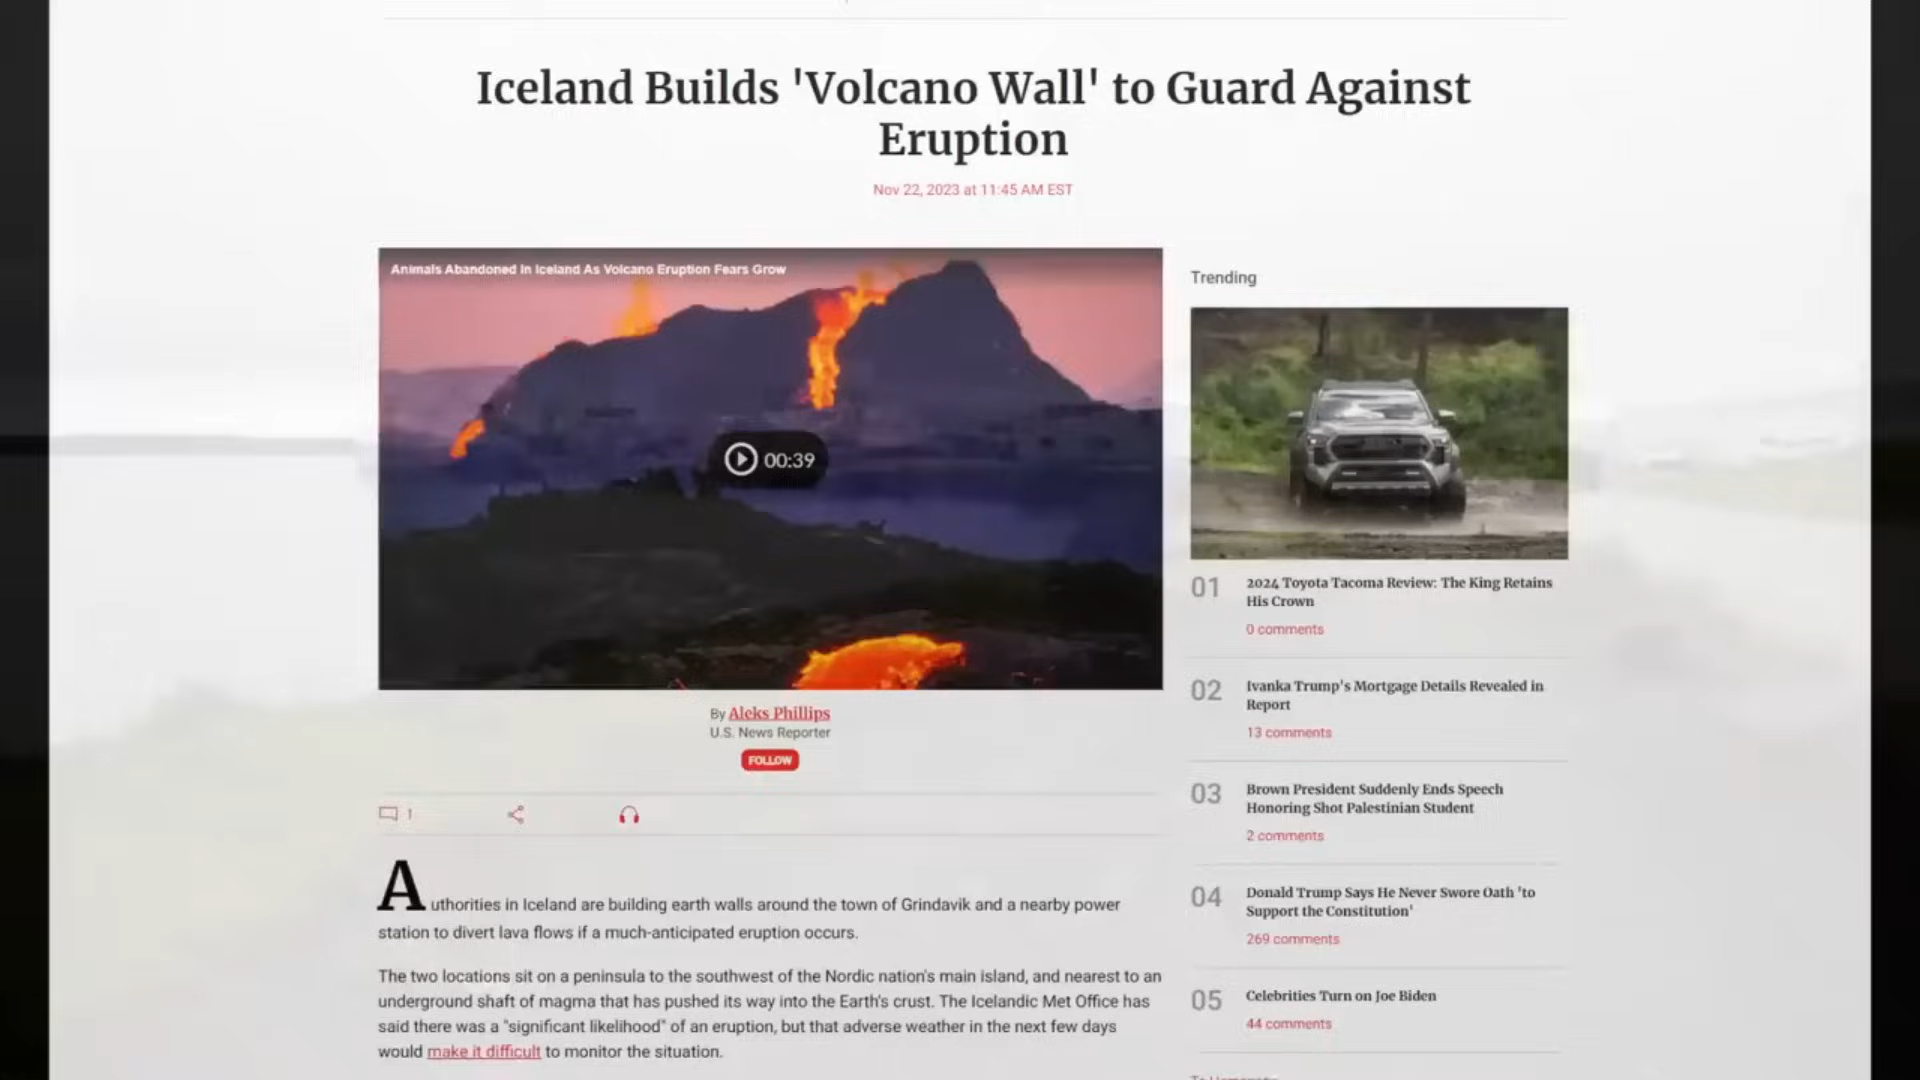 Iceland Builds 'Volcano Wall' to Guard Against
Eruption
Nov 22, 2023 at 11:45 AM EST
Animals Abandoned In Iceland As Volcano Eruption Fears Grow
00:39
By Aleks Phillips
U.S. News Reporter
FOLLOW
1
Authorities in Iceland are building earth walls around the town of Grindavik and a nearby power
station to divert lava flows if a much-anticipated eruption occurs.
The two locations sit on a peninsula to the southwest of the Nordic nation's main island, and nearest to an
underground shaft of magma that has pushed its way into the Earth's crust. The Icelandic Met Office has
said there was a "significant likelihood" of an eruption, but that adverse weather in the next few days
would make it difficult to monitor the situation.
Trending
01
2024 Toyota Tacoma Review: The King Retains
His Crown
0 comments
02
Ivanka Trump's Mortgage Details Revealed in
Report
13 comments
03
Brown President Suddenly Ends Speech
Honoring Shot Palestinian Student
2 comments
04
Donald Trump Says He Never Swore Oath 'to
Support the Constitution'
269 comments
05
Celebrities Turn on Joe Biden
44 comments